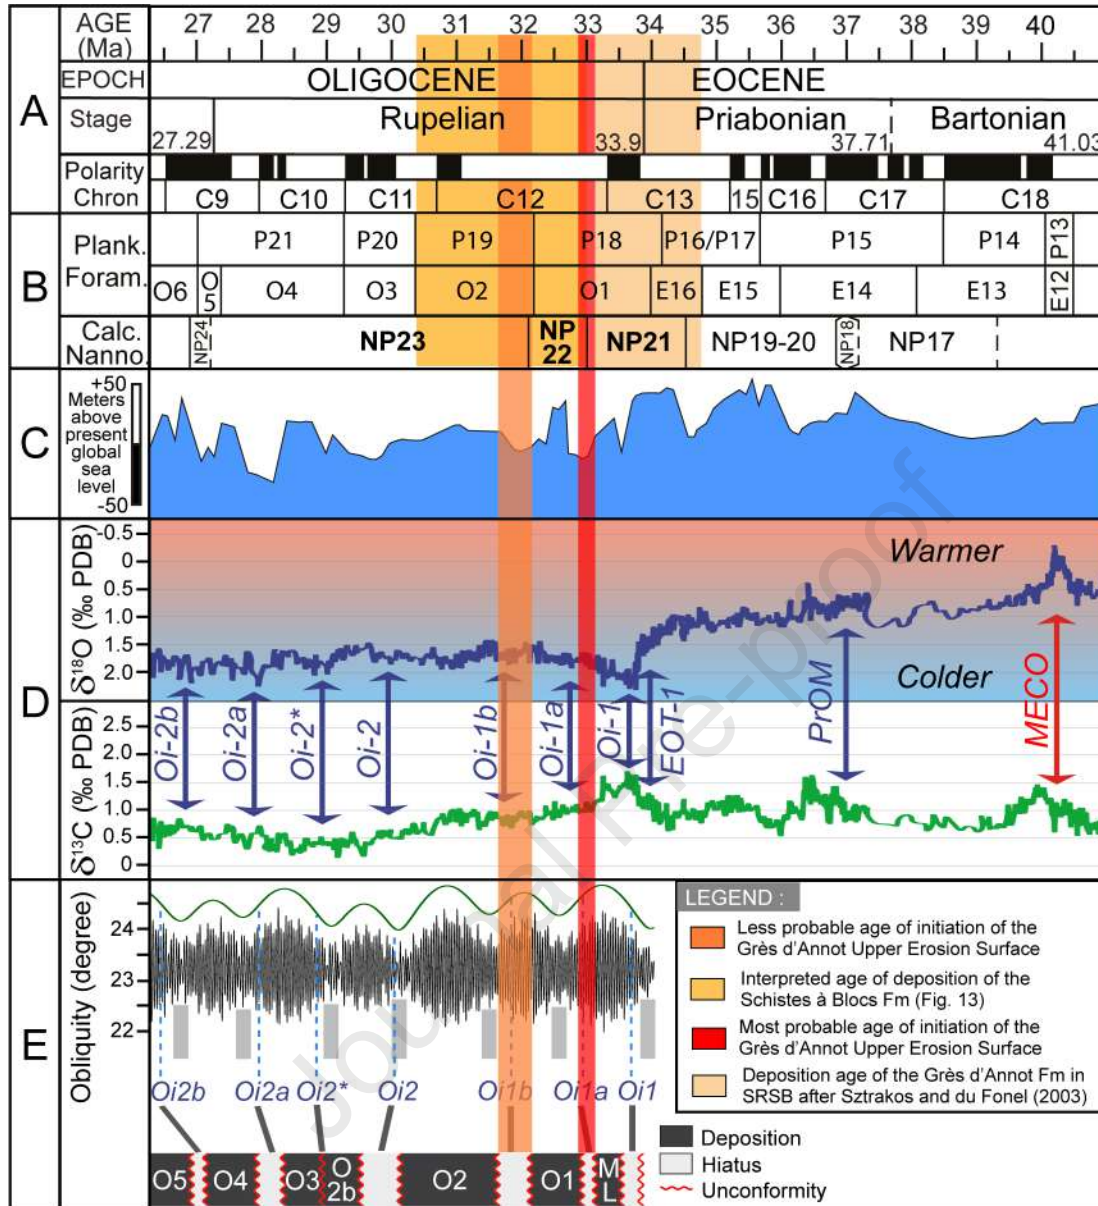 A
AGE
(Ma)
27 28 29 30 31 32 33 34 35 36 37 38 39 40
EPOCH
OLIGOCENE EOCENE
Stage
27.29 Rupelian 33.9 Priabonian 37.71 Bartonian 41.03
Polarity
Chron
C9 C10 C11 C12 C13 15 C16 C17 C18
B
Plank.
Foram.
P21 P20 P19 P18 P16/P17 P15 P14 P13
O6 O5 O4 O3 O2 O1 E16 E15 E14 E13 E12
Calc.
Nanno.
NP24 NP23 NP22 NP21 NP19-20 NP18 NP17
C
+50
Meters
above
present
global
sea
level
-50
D
δ18O (‰ PDB)
-0.5
0
0.5
1.0
1.5
2.0
Warmer
Colder
δ13C (‰ PDB)
2.5
2.0
1.5
1.0
0.5
0
Oi-2b Oi-2a Oi-2* Oi-2 Oi-1b Oi-1a Oi-1 EOT-1 PrOM MECO
E
Obliquity (degree)
24
23
22
Oi2b Oi2a Oi2* Oi2 Oi1b Oi1a Oi1
O5 O4 O3 O2b O2 O1 ML
LEGEND :
Less probable age of initiation of the
Grès d'Annot Upper Erosion Surface
Interpreted age of deposition of the
Schistes à Blocs Fm (Fig. 13)
Most probable age of initiation of the
Grès d'Annot Upper Erosion Surface
Deposition age of the Grès d'Annot Fm in
SRSB after Sztrakos and du Fonel (2003)
Deposition
Hiatus
Unconformity
Journal Pre-proof